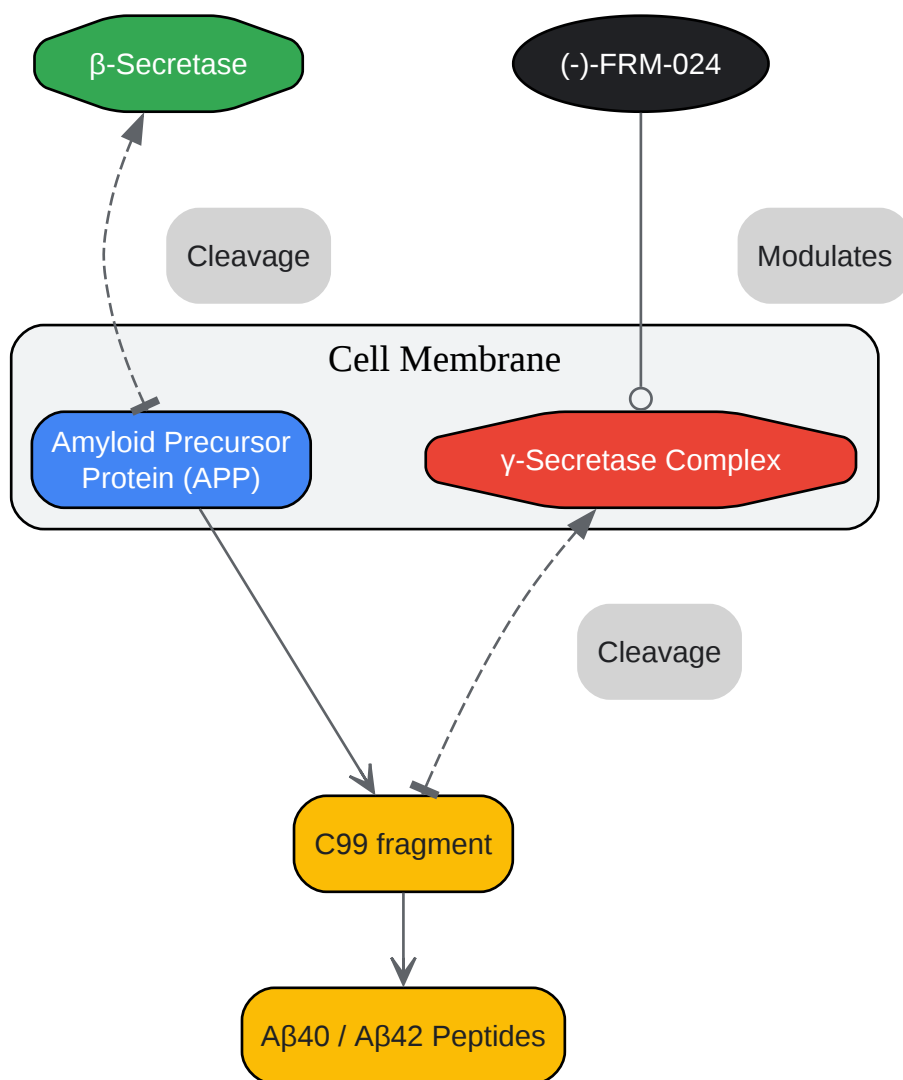 β-Secretase
(-)-FRM-024
Cleavage
Modulates
Cell Membrane
Amyloid Precursor
Protein (APP)
γ-Secretase Complex
Cleavage
C99 fragment
Aβ40 / Aβ42 Peptides